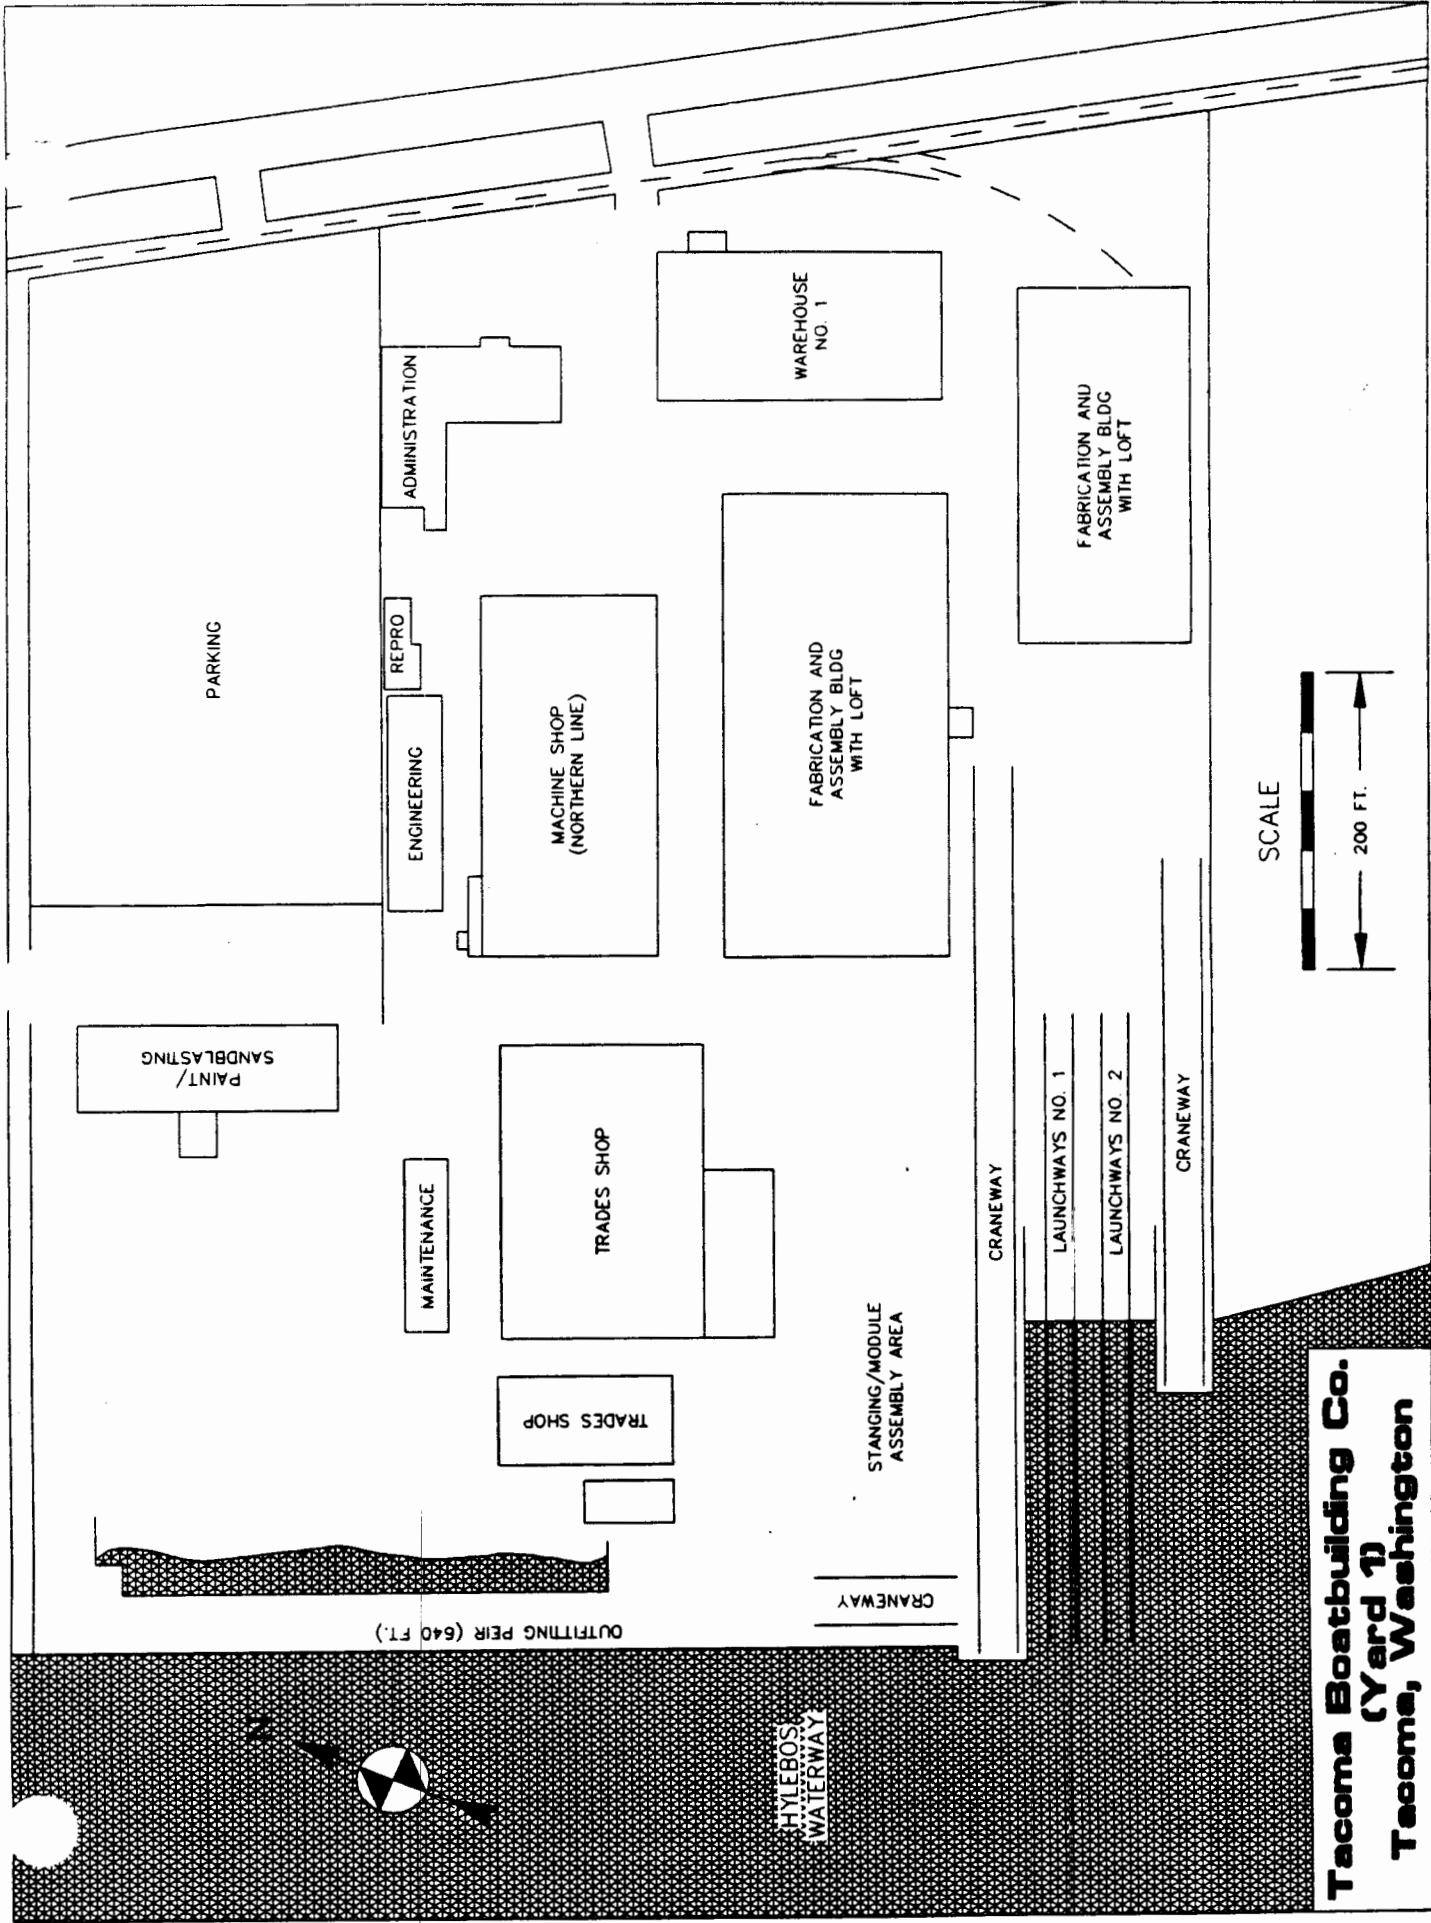 PARKING
ADMINISTRATION
REPRO
ENGINEERING
WAREHOUSE
NO. 1
MACHINE SHOP
(NORTHERN LINE)
FABRICATION AND
ASSEMBLY BLDG
WITH LOFT
FABRICATION AND
ASSEMBLY BLDG
WITH LOFT
PAINT/
SANDBLASTING
MAINTENANCE
TRADES SHOP
TRADES SHOP
STANGING/MODULE
ASSEMBLY AREA
CRANEWAY
LAUNCHWAYS NO. 1
LAUNCHWAYS NO. 2
CRANEWAY
CRANEWAY
OUTFITTING PEIR (640 FT.)
SCALE
200 FT.
N
HYLEBOS
WATERWAY
Tacoma Boatbuilding Co.
(Yard 1)
Tacoma, Washington